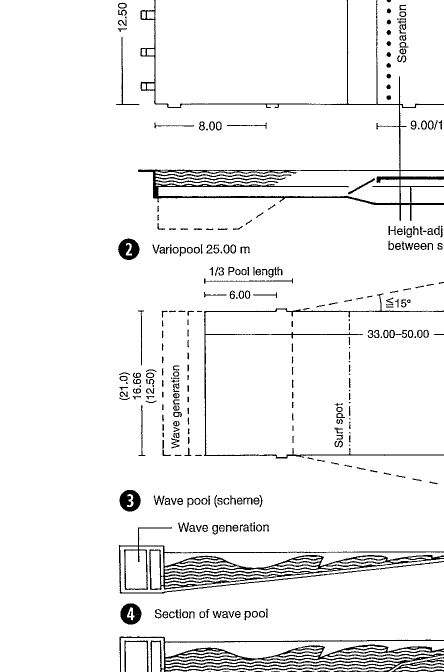 12.50
Separation
8.00
9.00/1
Height-adj
between s
2 Variopool 25.00 m
1/3 Pool length
6.00
≦15°
33.00–50.00
(21.0)
16.66
(12.50)
Wave generation
Surf spot
3 Wave pool (scheme)
Wave generation
4 Section of wave pool